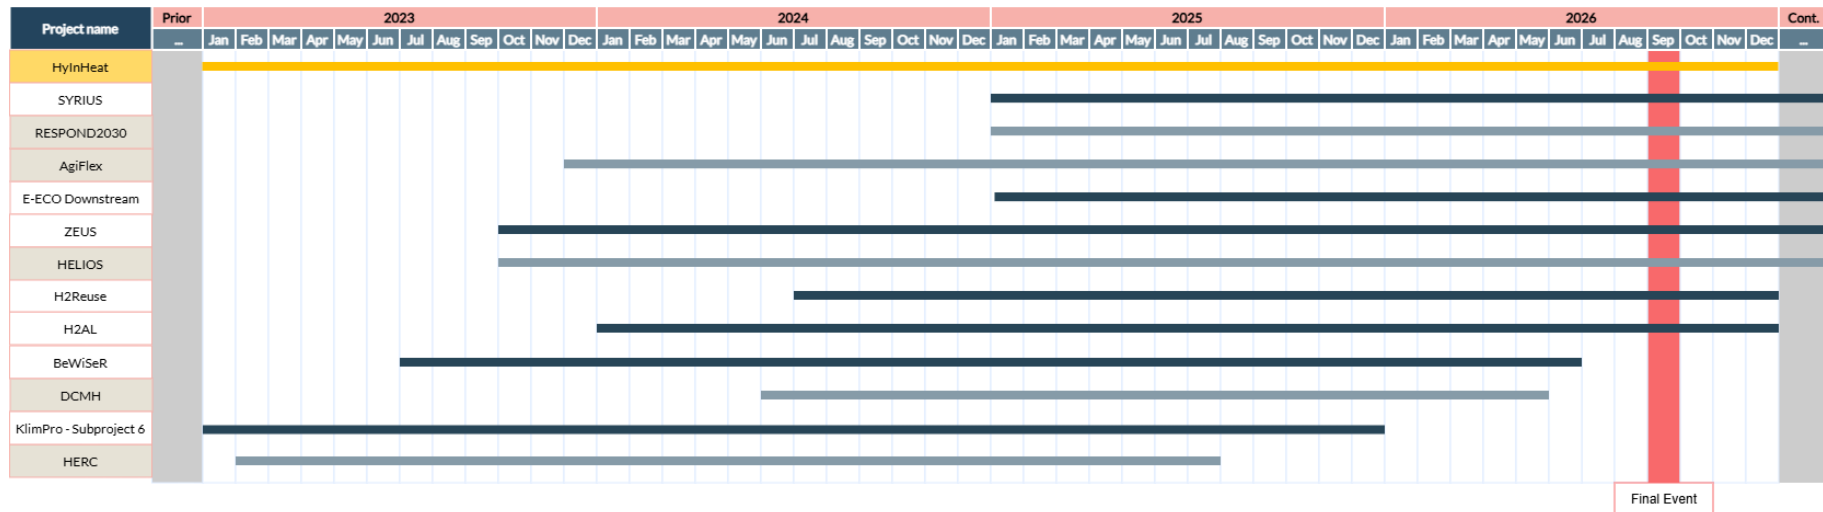 Project name Prior 2023 2024 2025 2026 Cont.
... Jan Feb Mar Apr May Jun Jul Aug Sep Oct Nov Dec Jan Feb Mar Apr May Jun Jul Aug Sep Oct Nov Dec Jan Feb Mar Apr May Jun Jul Aug Sep Oct Nov Dec Jan Feb Mar Apr May Jun Jul Aug Sep Oct Nov Dec ...
HyInHeat
SYRIUS
RESPOND2030
AgiFlex
E-ECO Downstream
ZEUS
HELIOS
H2Reuse
H2AL
BeWiSeR
DCMH
KlimPro - Subproject 6
HERC
Final Event